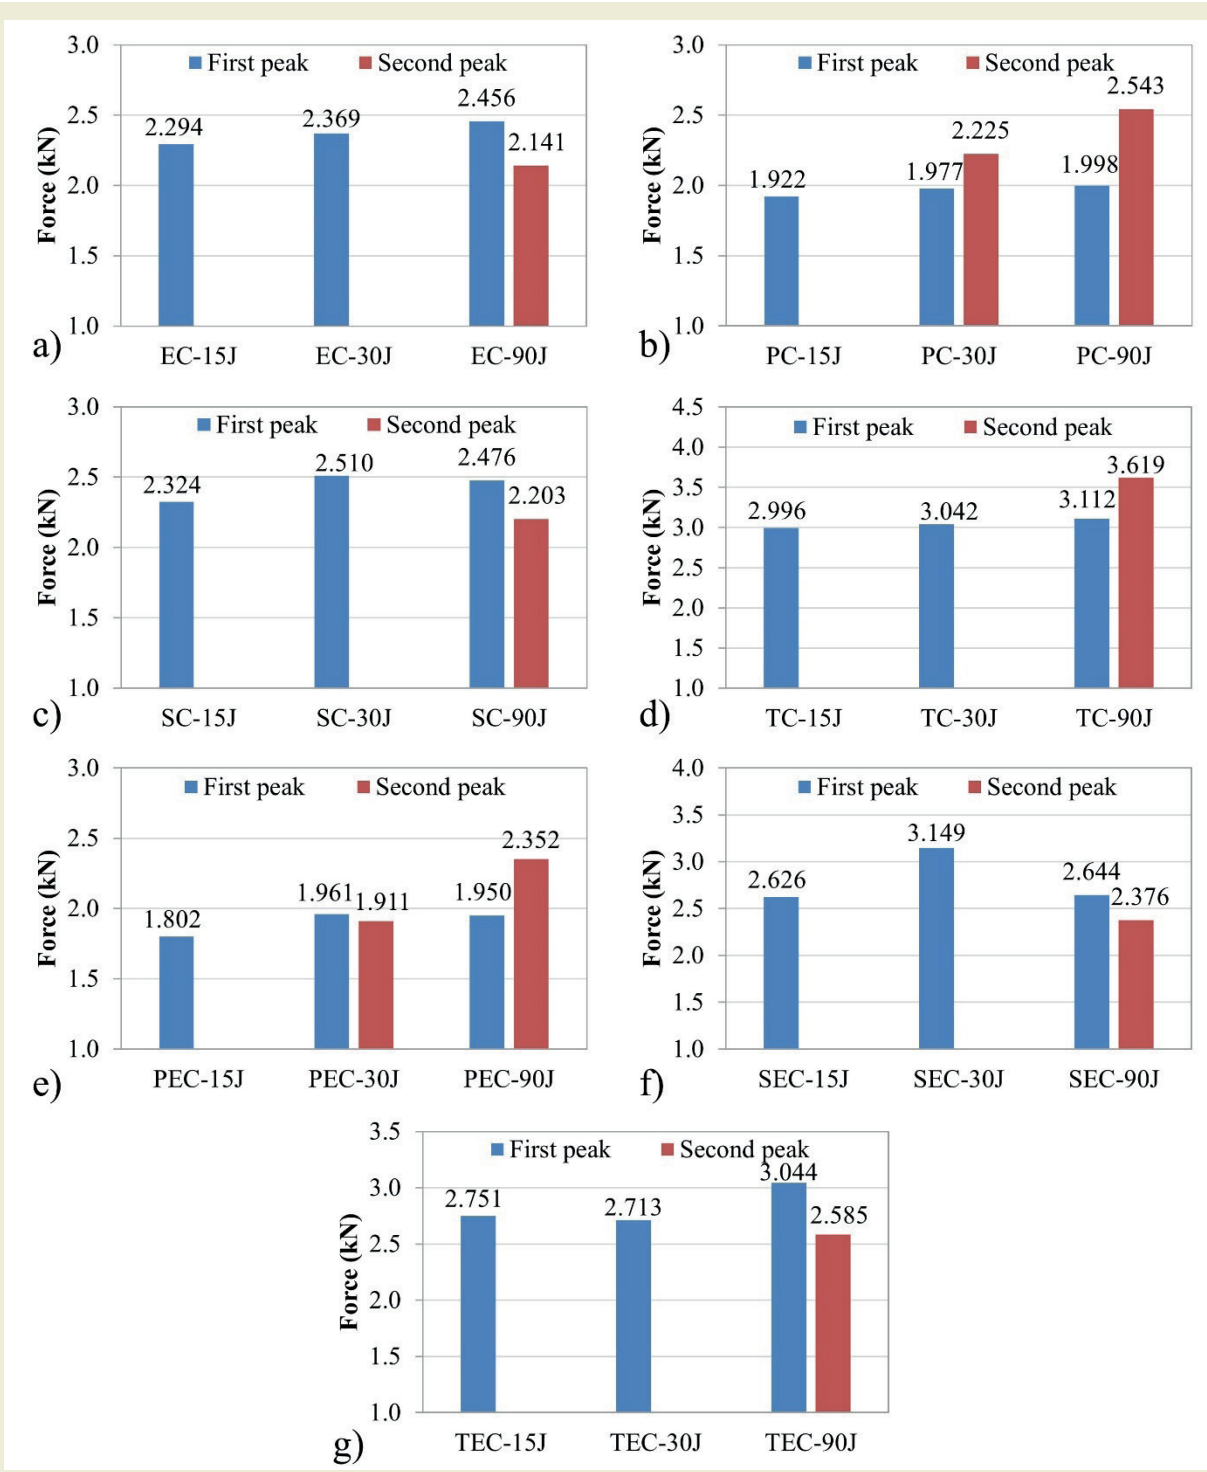 3.0
First peak Second peak
2.456
2.5
2.294
2.369
2.141
2.0
1.5
1.0
Force (kN)
EC-15J EC-30J EC-90J
a)
3.0
First peak Second peak
2.543
2.5
2.225
1.922
1.977
1.998
2.0
1.5
1.0
Force (kN)
PC-15J PC-30J PC-90J
b)
3.0
First peak Second peak
2.324
2.510
2.476
2.203
2.5
2.0
1.5
1.0
Force (kN)
SC-15J SC-30J SC-90J
c)
4.5
First peak Second peak
4.0
3.619
3.5
2.996
3.042
3.112
3.0
2.5
2.0
1.5
1.0
Force (kN)
TC-15J TC-30J TC-90J
d)
3.0
First peak Second peak
2.5
2.352
1.802
1.961
1.911
1.950
2.0
1.5
1.0
Force (kN)
PEC-15J PEC-30J PEC-90J
e)
4.0
First peak Second peak
3.5
3.149
3.0
2.626
2.644
2.376
2.5
2.0
1.5
1.0
Force (kN)
SEC-15J SEC-30J SEC-90J
f)
3.5
First peak Second peak
3.044
3.0
2.751
2.713
2.585
2.5
2.0
1.5
1.0
Force (kN)
TEC-15J TEC-30J TEC-90J
g)